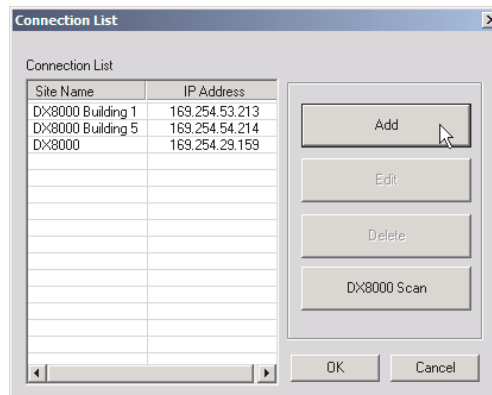 Connection List
Connection List
Site Name IP Address
DX8000 Building 1 169.254.53.213
DX8000 Building 5 169.254.54.214
DX8000 169.254.29.159
Add
Edit
Delete
DX8000 Scan
OK Cancel